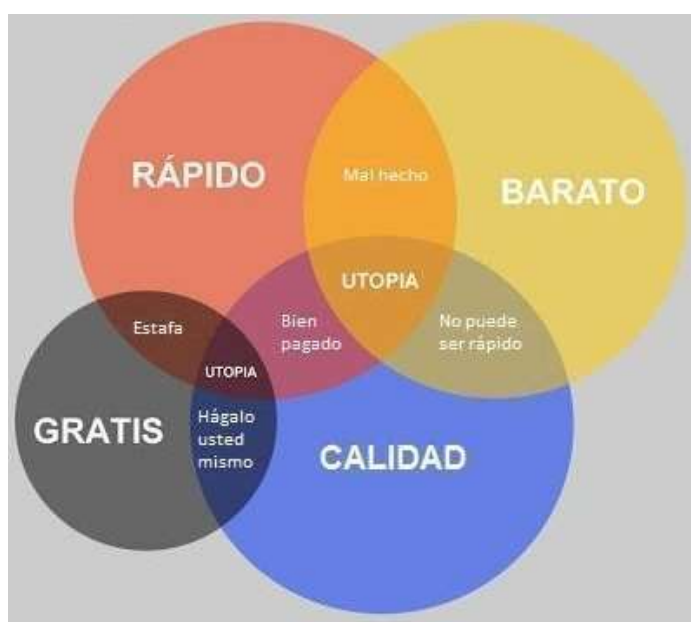 RÁPIDO
Mal hecho
BARATO
UTOPIA
Estafa
Bien
pagado
No puede
ser rápido
UTOPIA
GRATIS
Hágalo
usted
mismo
CALIDAD